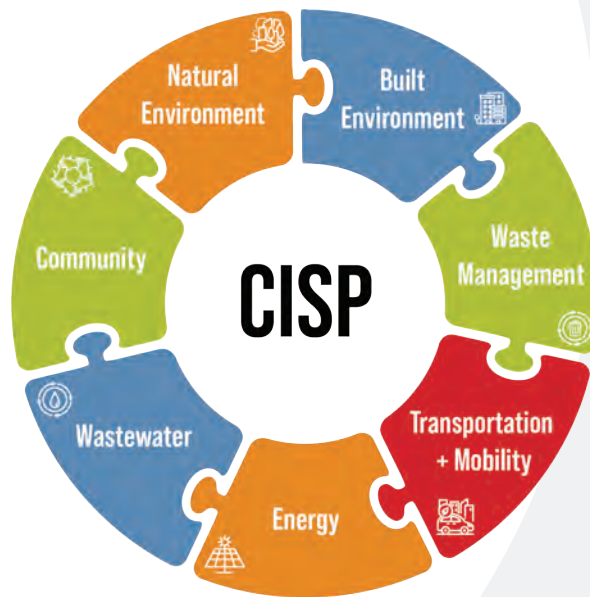 Natural
Environment
Built
Environment
Community
Waste
Management
CISP
Transportation
+ Mobility
Wastewater
Energy